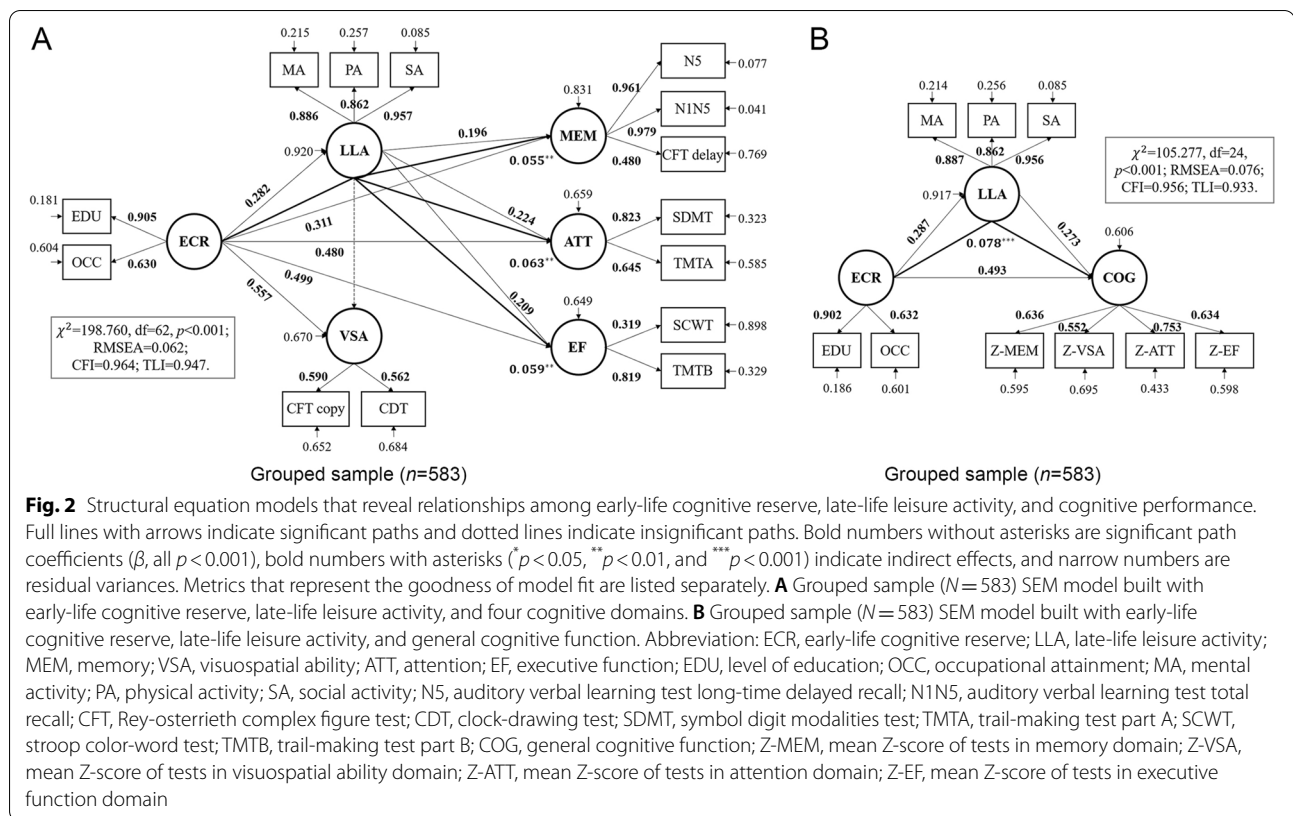 A
0.215 0.257 0.085
MA PA SA
0.886 0.862 0.957
0.920 LLA
0.196
0.831
MEM
0.055**
0.961 N5 0.077
0.979 N1N5 0.041
0.480 CFT delay 0.769
0.282
0.311
0.181 EDU 0.905
0.604 OCC 0.630
ECR
0.480
0.499
0.557
0.224
0.209
0.659
ATT
0.063**
0.823 SDMT 0.323
0.645 TMTA 0.585
0.649
EF
0.059**
0.319 SCWT 0.898
0.819 TMTB 0.329
0.670 VSA
0.590 0.562
CFT copy CDT
0.652 0.684
χ²=198.760, df=62, p<0.001;
RMSEA=0.062;
CFI=0.964; TLI=0.947.
Grouped sample (n=583)
B
0.214 0.256 0.085
MA PA SA
0.887 0.862 0.956
0.917 LLA
χ²=105.277, df=24,
p<0.001; RMSEA=0.076;
CFI=0.956; TLI=0.933.
0.287 0.273
0.078***
0.606
ECR 0.493 COG
0.902 0.632
EDU OCC
0.186 0.601
0.636 0.552 0.753 0.634
Z-MEM Z-VSA Z-ATT Z-EF
0.595 0.695 0.433 0.598
Grouped sample (n=583)
Fig. 2 Structural equation models that reveal relationships among early-life cognitive reserve, late-life leisure activity, and cognitive performance.
Full lines with arrows indicate significant paths and dotted lines indicate insignificant paths. Bold numbers without asterisks are significant path
coefficients (β, all p < 0.001), bold numbers with asterisks (*p < 0.05, **p < 0.01, and ***p < 0.001) indicate indirect effects, and narrow numbers are
residual variances. Metrics that represent the goodness of model fit are listed separately. A Grouped sample (N = 583) SEM model built with
early-life cognitive reserve, late-life leisure activity, and four cognitive domains. B Grouped sample (N = 583) SEM model built with early-life
cognitive reserve, late-life leisure activity, and general cognitive function. Abbreviation: ECR, early-life cognitive reserve; LLA, late-life leisure activity;
MEM, memory; VSA, visuospatial ability; ATT, attention; EF, executive function; EDU, level of education; OCC, occupational attainment; MA, mental
activity; PA, physical activity; SA, social activity; N5, auditory verbal learning test long-time delayed recall; N1N5, auditory verbal learning test total
recall; CFT, Rey-osterrieth complex figure test; CDT, clock-drawing test; SDMT, symbol digit modalities test; TMTA, trail-making test part A; SCWT,
stroop color-word test; TMTB, trail-making test part B; COG, general cognitive function; Z-MEM, mean Z-score of tests in memory domain; Z-VSA,
mean Z-score of tests in visuospatial ability domain; Z-ATT, mean Z-score of tests in attention domain; Z-EF, mean Z-score of tests in executive
function domain